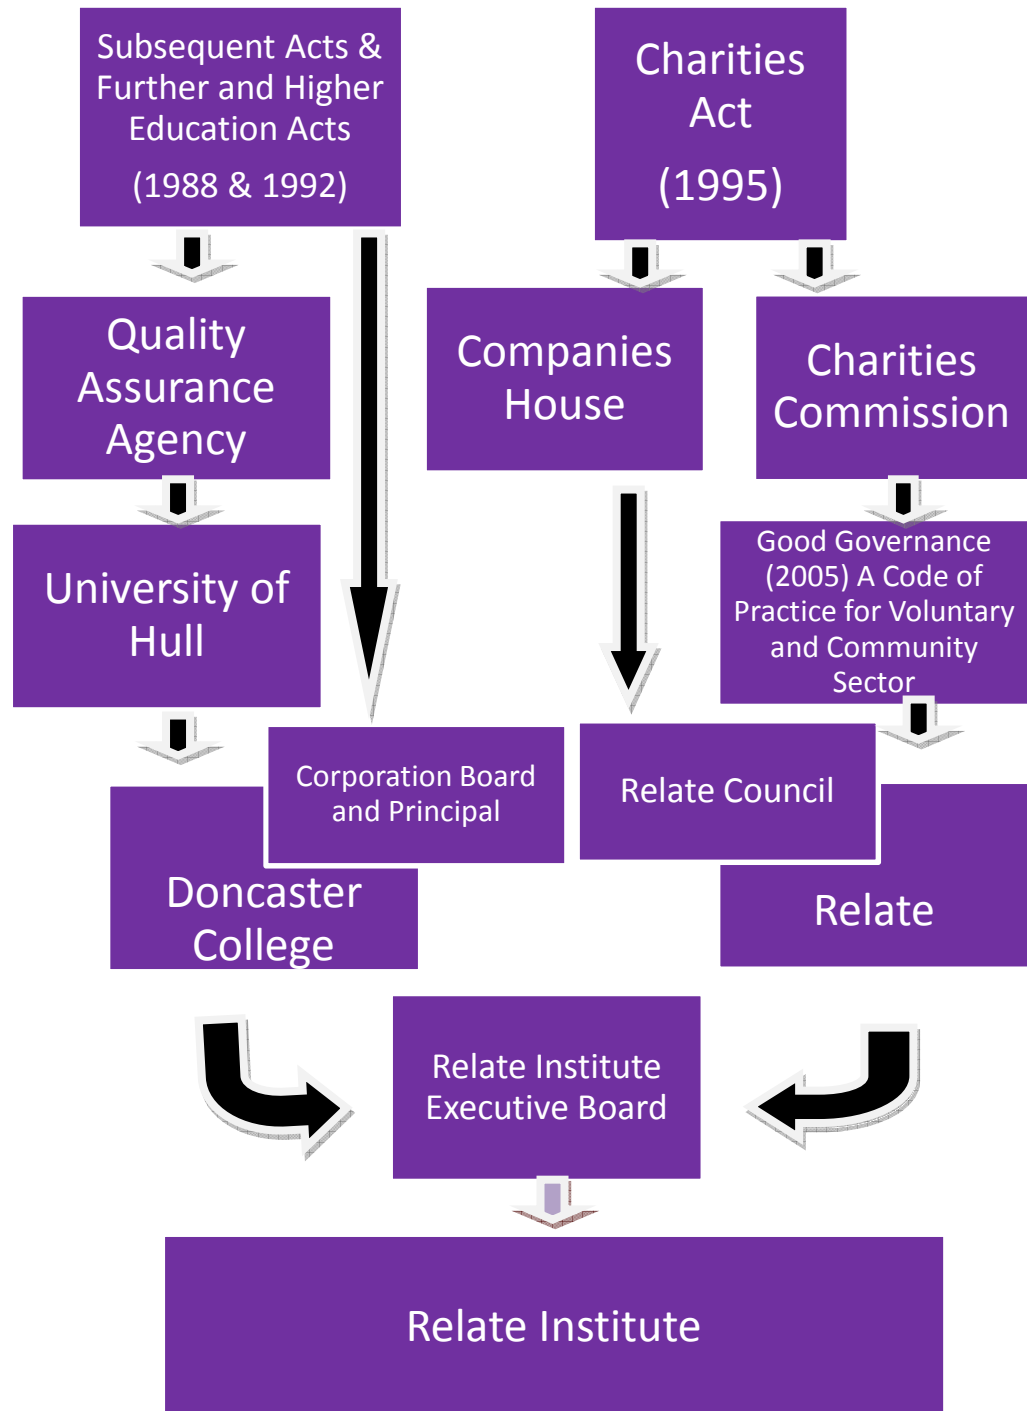 Subsequent Acts &
Further and Higher
Education Acts
(1988 & 1992)
Charities
Act
(1995)
Quality
Assurance
Agency
Companies
House
Charities
Commission
University of
Hull
Good Governance
(2005) A Code of
Practice for Voluntary
and Community
Sector
Corporation Board
and Principal
Relate Council
Doncaster
College
Relate
Relate Institute
Executive Board
Relate Institute